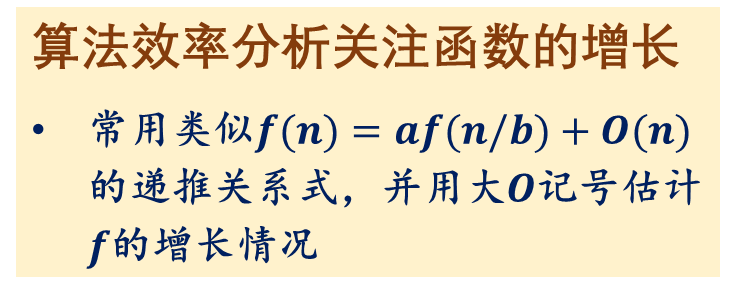 算法效率分析关注函数的增长
• 常用类似f(n) = af(n/b) + O(n)
的递推关系式，并用大O记号估计
f的增长情况